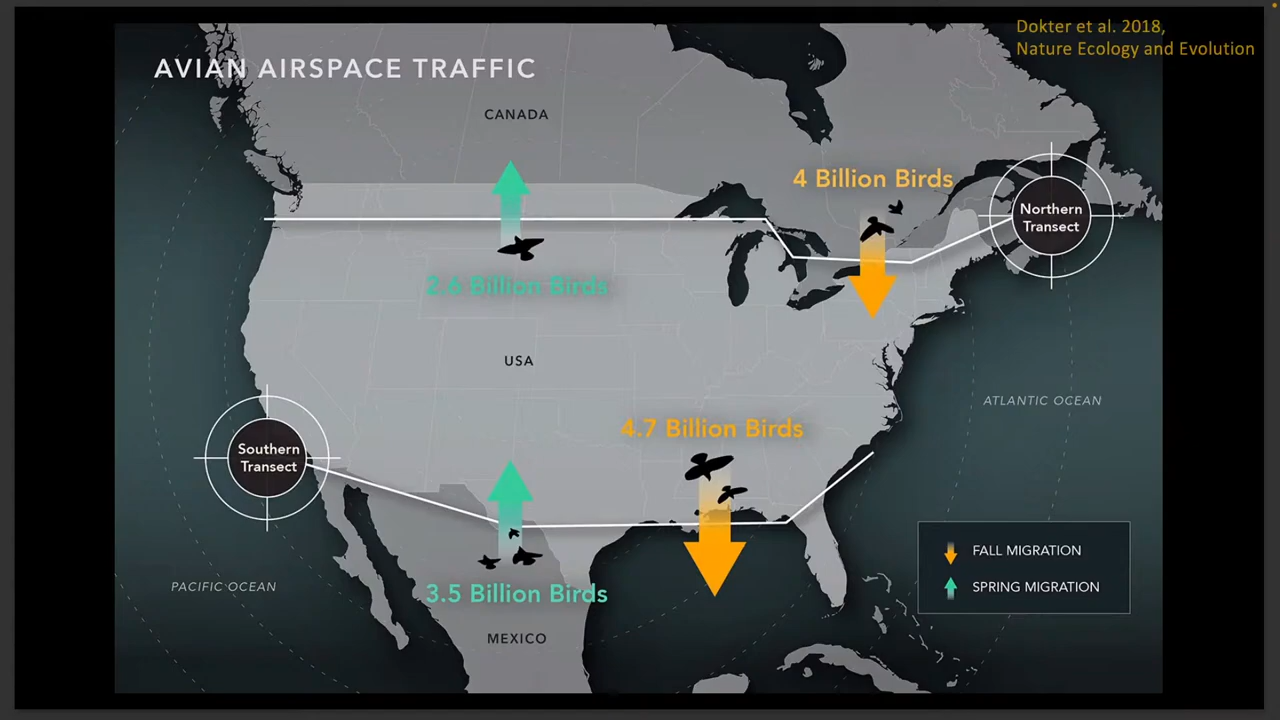 Dokter et al. 2018,
Nature Ecology and Evolution
AVIAN AIRSPACE TRAFFIC
CANADA
4 Billion Birds
Northern
Transect
2.6 Billion Birds
USA
ATLANTIC OCEAN
4.7 Billion Birds
Southern
Transect
FALL MIGRATION
SPRING MIGRATION
PACIFIC OCEAN
3.5 Billion Birds
MEXICO